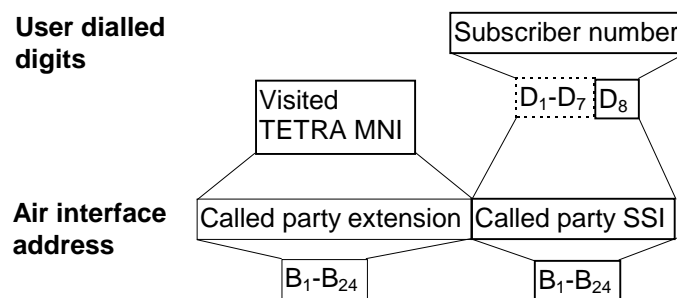 User dialled
digits
Subscriber number
Visited
TETRA MNI
D₁-D₇ D₈
Air interface
address
Called party extension
Called party SSI
B₁-B₂₄
B₁-B₂₄